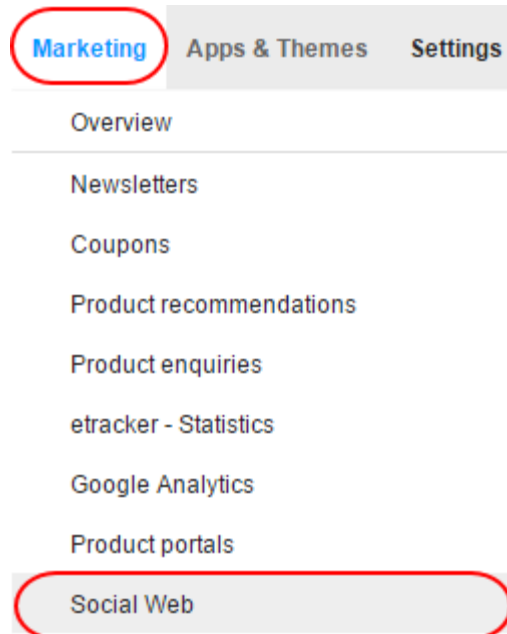 Marketing Apps & Themes Settings
Overview
Newsletters
Coupons
Product recommendations
Product enquiries
etracker - Statistics
Google Analytics
Product portals
Social Web